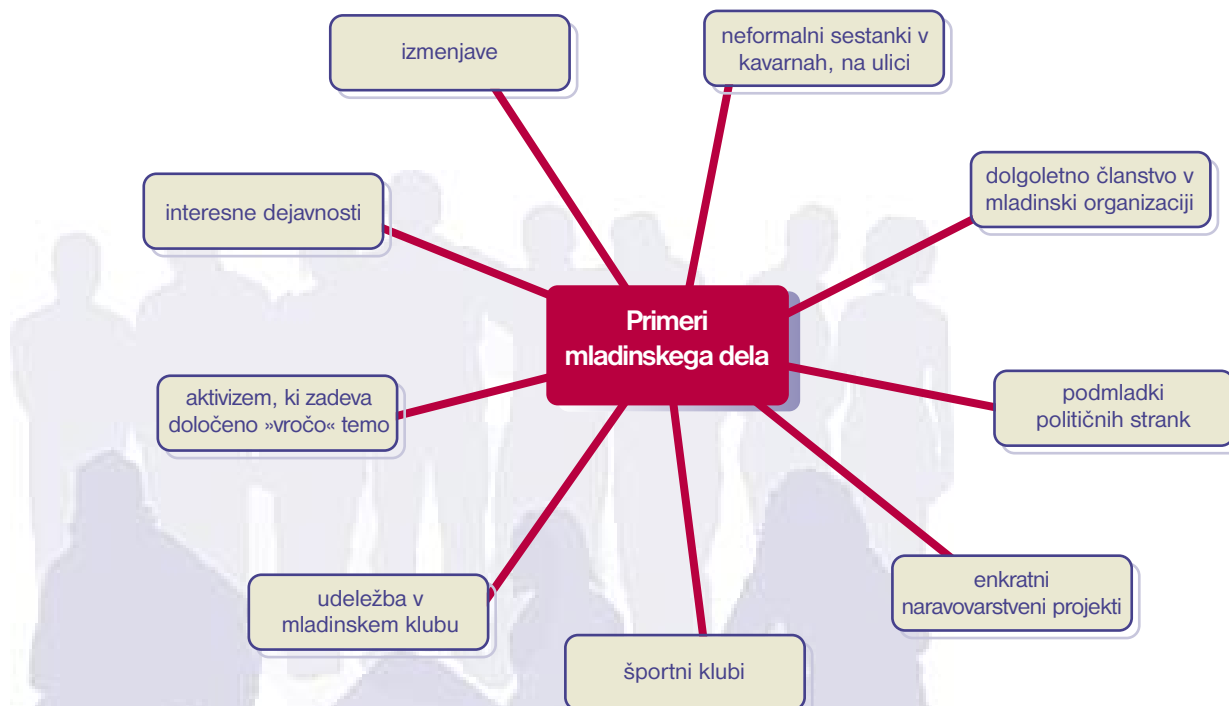 izmenjave
neformalni sestanki v
kavarnah, na ulici
dolgoletno članstvo v
mladinski organizaciji
interesne dejavnosti
Primeri
mladinskega dela
aktivizem, ki zadeva
določeno »vročo« temo
podmladki
političnih strank
udeležba v
mladinskem klubu
enkratni
naravovarstveni projekti
športni klubi